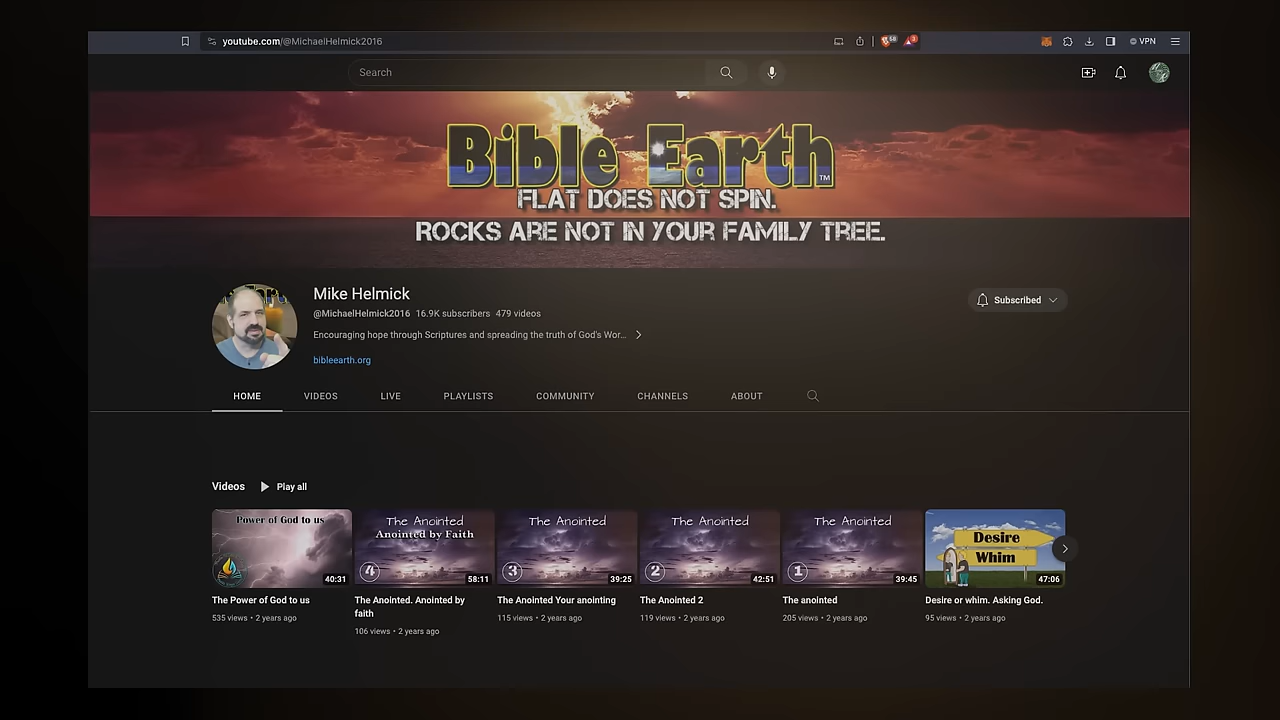 youtube.com/@MichaelHelmick2016
58
3
VPN
Search
Bible Earth™
FLAT DOES NOT SPIN.
ROCKS ARE NOT IN YOUR FAMILY TREE.
Mike Helmick
@MichaelHelmick2016 16.9K subscribers 479 videos
Encouraging hope through Scriptures and spreading the truth of God's Wor...
bibleearth.org
Subscribed
HOME VIDEOS LIVE PLAYLISTS COMMUNITY CHANNELS ABOUT
Videos Play all
Power of God to us
40:31
The Anointed
Anointed by Faith
4
58:11
The Anointed
3
39:25
The Anointed
2
42:51
The Anointed
1
39:45
Desire
Whim
47:06
The Power of God to us
535 views • 2 years ago
The Anointed. Anointed by
faith
106 views • 2 years ago
The Anointed Your anointing
115 views • 2 years ago
The Anointed 2
119 views • 2 years ago
The anointed
205 views • 2 years ago
Desire or whim. Asking God.
95 views • 2 years ago